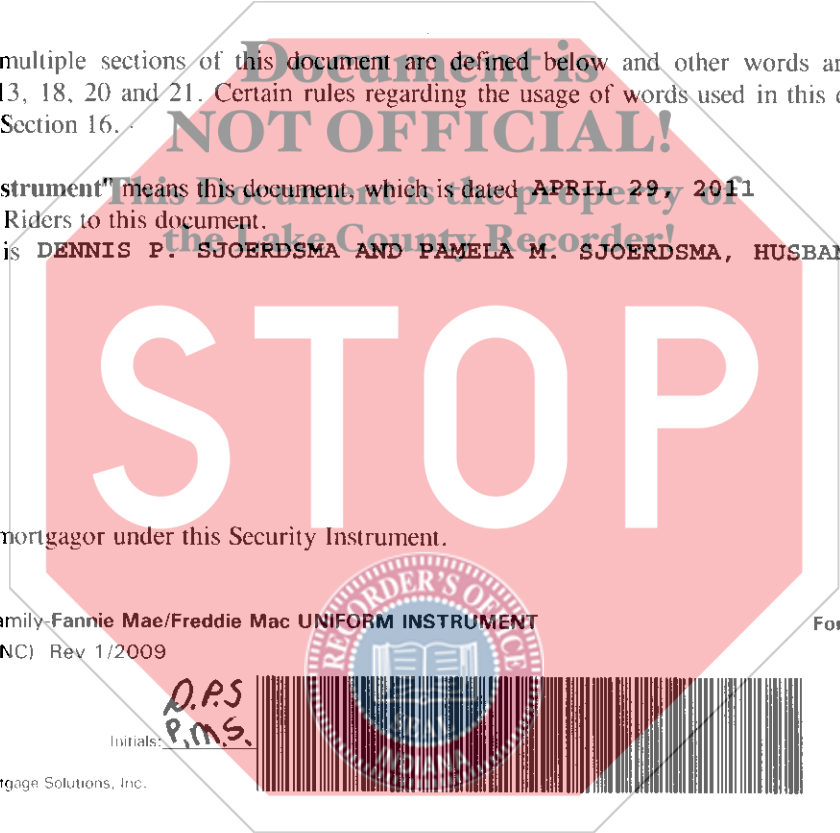 multiple sections of this document are defined below and other words
13, 18, 20 and 21. Certain rules regarding the usage of words used in this
Section 16.
Document is
NOT OFFICIAL!
This Document is the property of
the Lake County Recorder!
strument" means this document, which is dated APRIL 29, 2011
Riders to this document.
is DENNIS P. SJOERDSMA AND PAMELA M. SJOERDSMA, HUSBAN
STOP
mortgagor under this Security Instrument.
amily-Fannie Mae/Freddie Mac UNIFORM INSTRUMENT
For
NC) Rev 1/2009
RECORDER'S OFFICE
SEAL
INDIANA
D.P.S
Initials: P.M.S.
tgage Solutions, Inc.